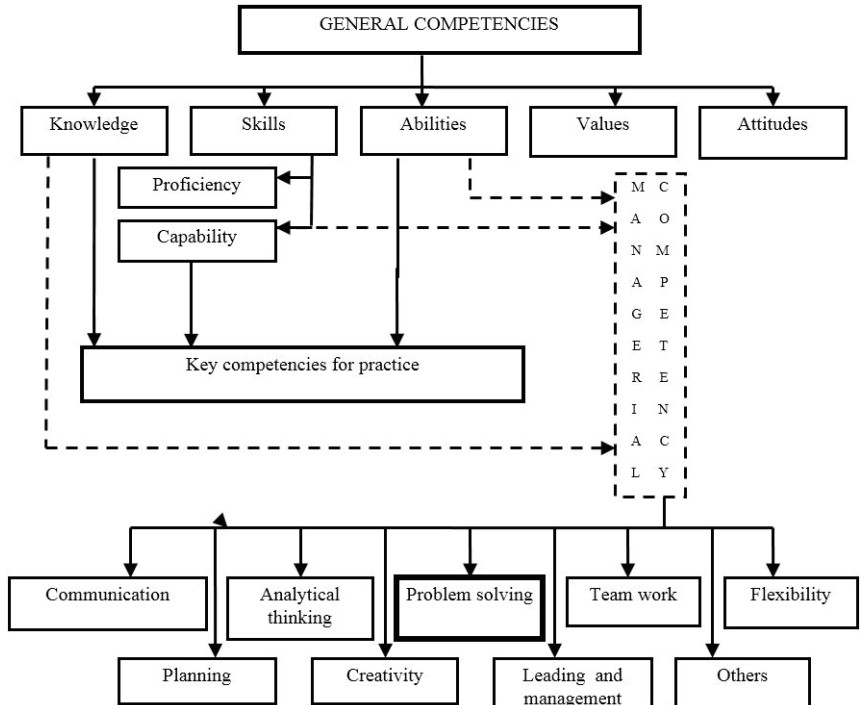 GENERAL COMPETENCIES
Knowledge
Skills
Abilities
Values
Attitudes
Proficiency
Capability
MANAGERIAL
COMPETENCY
Key competencies for practice
Communication
Analytical
thinking
Problem solving
Team work
Flexibility
Planning
Creativity
Leading and
management
Others